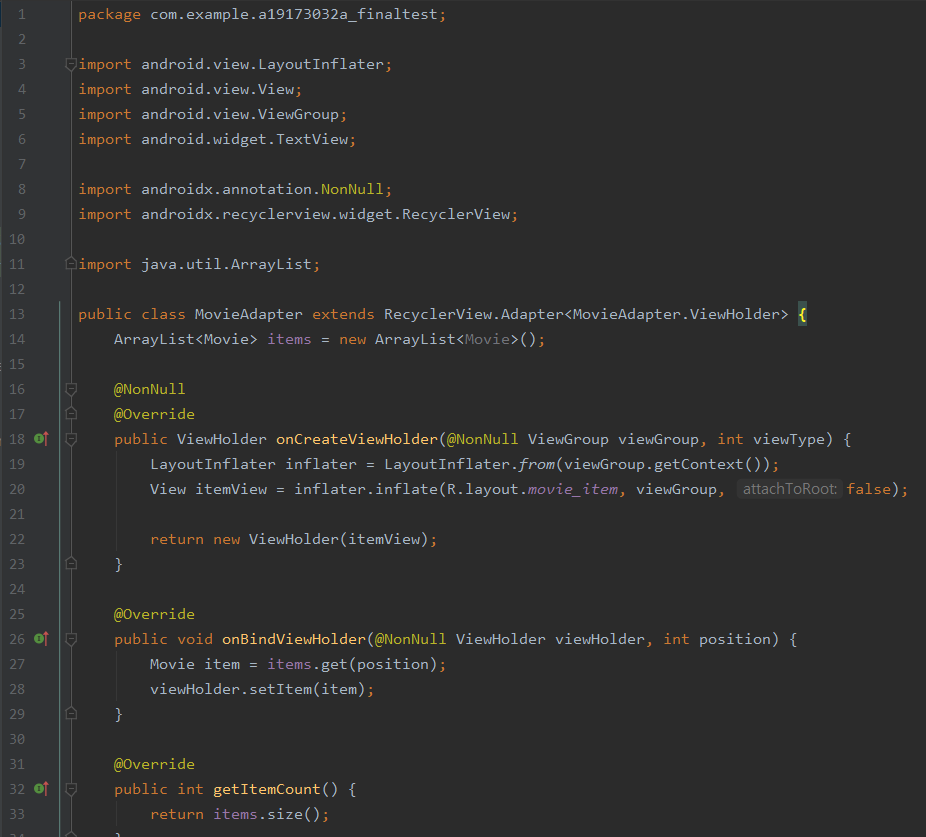 1 package com.example.a19173032a_finaltest;
2
3 import android.view.LayoutInflater;
4 import android.view.View;
5 import android.view.ViewGroup;
6 import android.widget.TextView;
7
8 import androidx.annotation.NonNull;
9 import androidx.recyclerview.widget.RecyclerView;
10
11 import java.util.ArrayList;
12
13 public class MovieAdapter extends RecyclerView.Adapter<MovieAdapter.ViewHolder> {
14     ArrayList<Movie> items = new ArrayList<Movie>();
15
16     @NonNull
17     @Override
18     public ViewHolder onCreateViewHolder(@NonNull ViewGroup viewGroup, int viewType) {
19         LayoutInflater inflater = LayoutInflater.from(viewGroup.getContext());
20         View itemView = inflater.inflate(R.layout.movie_item, viewGroup, attachToRoot: false);
21
22         return new ViewHolder(itemView);
23     }
24
25     @Override
26     public void onBindViewHolder(@NonNull ViewHolder viewHolder, int position) {
27         Movie item = items.get(position);
28         viewHolder.setItem(item);
29     }
30
31     @Override
32     public int getItemCount() {
33         return items.size();